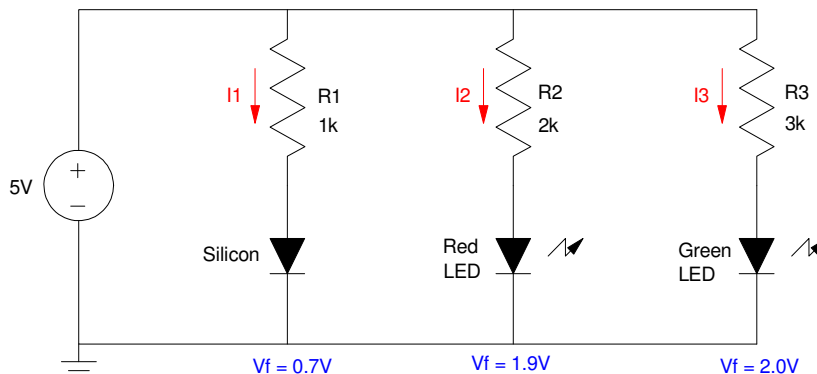 I1
R1
1k
I2
R2
2k
I3
R3
3k
5V
+
−
Silicon
Red
LED
Green
LED
Vf = 0.7V
Vf = 1.9V
Vf = 2.0V